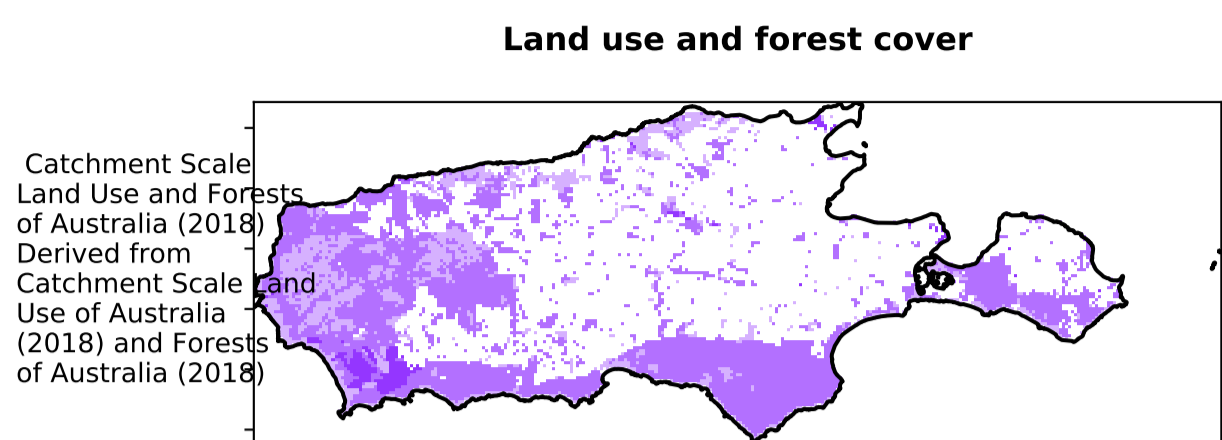 Land use and forest cover
Catchment Scale
Land Use and Forests
of Australia (2018)
Derived from
Catchment Scale Land
Use of Australia
(2018) and Forests
of Australia (2018)